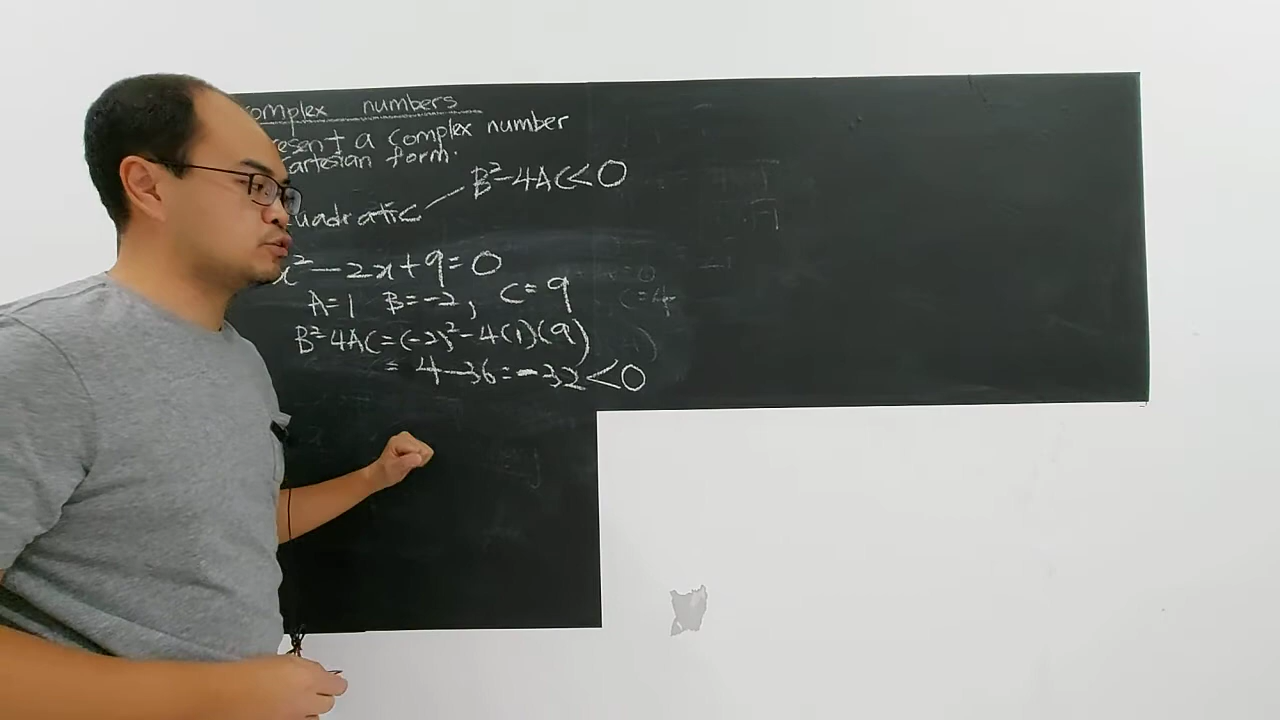 omplex numbers
resent a complex number
artesian form.
B²-4AC<0
uadratic
x²-2x+9=0
A=1 B=-2, C=9
B²-4AC=(-2)²-4(1)(9)
= 4-36=-32<0